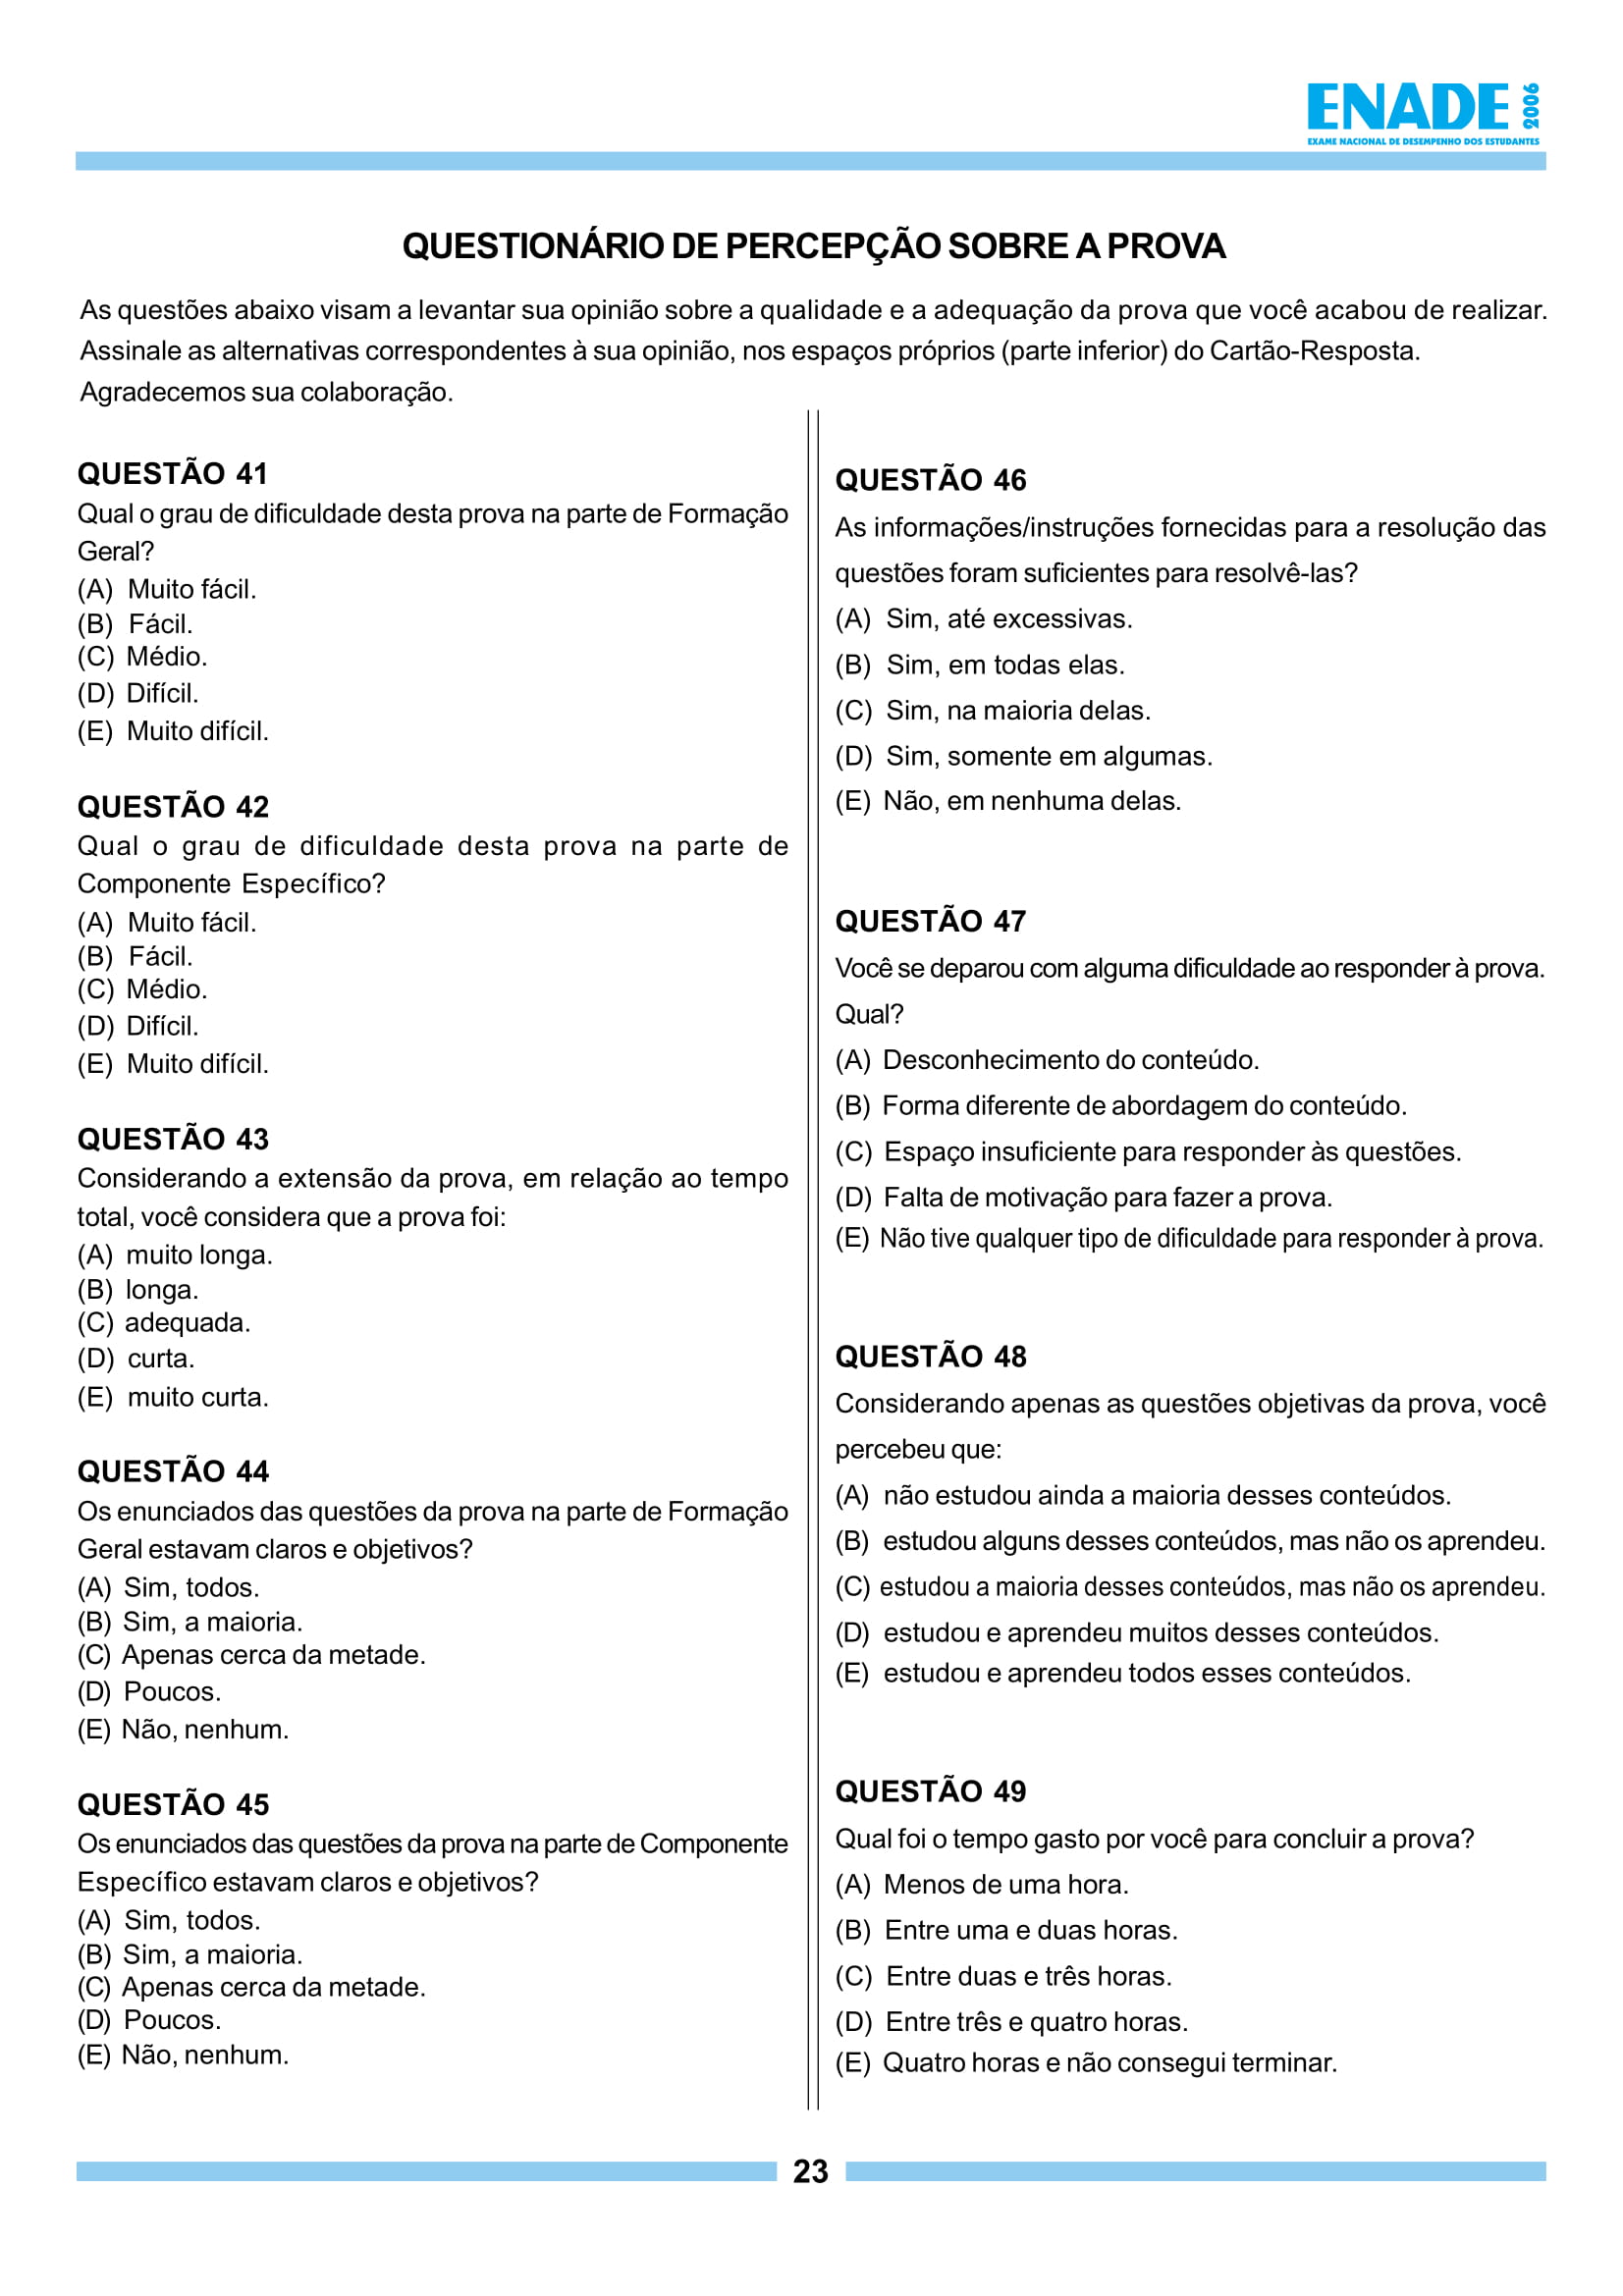 ENADE 2006
EXAME NACIONAL DE DESEMPENHO DOS ESTUDANTES
QUESTIONÁRIO DE PERCEPÇÃO SOBRE A PROVA
As questões abaixo visam a levantar sua opinião sobre a qualidade e a adequação da prova que você acabou de realizar.
Assinale as alternativas correspondentes à sua opinião, nos espaços próprios (parte inferior) do Cartão-Resposta.
Agradecemos sua colaboração.
QUESTÃO 41
Qual o grau de dificuldade desta prova na parte de Formação
Geral?
(A) Muito fácil.
(B) Fácil.
(C) Médio.
(D) Difícil.
(E) Muito difícil.
QUESTÃO 42
Qual o grau de dificuldade desta prova na parte de
Componente Específico?
(A) Muito fácil.
(B) Fácil.
(C) Médio.
(D) Difícil.
(E) Muito difícil.
QUESTÃO 43
Considerando a extensão da prova, em relação ao tempo
total, você considera que a prova foi:
(A) muito longa.
(B) longa.
(C) adequada.
(D) curta.
(E) muito curta.
QUESTÃO 44
Os enunciados das questões da prova na parte de Formação
Geral estavam claros e objetivos?
(A) Sim, todos.
(B) Sim, a maioria.
(C) Apenas cerca da metade.
(D) Poucos.
(E) Não, nenhum.
QUESTÃO 45
Os enunciados das questões da prova na parte de Componente
Específico estavam claros e objetivos?
(A) Sim, todos.
(B) Sim, a maioria.
(C) Apenas cerca da metade.
(D) Poucos.
(E) Não, nenhum.
QUESTÃO 46
As informações/instruções fornecidas para a resolução das
questões foram suficientes para resolvê-las?
(A) Sim, até excessivas.
(B) Sim, em todas elas.
(C) Sim, na maioria delas.
(D) Sim, somente em algumas.
(E) Não, em nenhuma delas.
QUESTÃO 47
Você se deparou com alguma dificuldade ao responder à prova.
Qual?
(A) Desconhecimento do conteúdo.
(B) Forma diferente de abordagem do conteúdo.
(C) Espaço insuficiente para responder às questões.
(D) Falta de motivação para fazer a prova.
(E) Não tive qualquer tipo de dificuldade para responder à prova.
QUESTÃO 48
Considerando apenas as questões objetivas da prova, você
percebeu que:
(A) não estudou ainda a maioria desses conteúdos.
(B) estudou alguns desses conteúdos, mas não os aprendeu.
(C) estudou a maioria desses conteúdos, mas não os aprendeu.
(D) estudou e aprendeu muitos desses conteúdos.
(E) estudou e aprendeu todos esses conteúdos.
QUESTÃO 49
Qual foi o tempo gasto por você para concluir a prova?
(A) Menos de uma hora.
(B) Entre uma e duas horas.
(C) Entre duas e três horas.
(D) Entre três e quatro horas.
(E) Quatro horas e não consegui terminar.
23